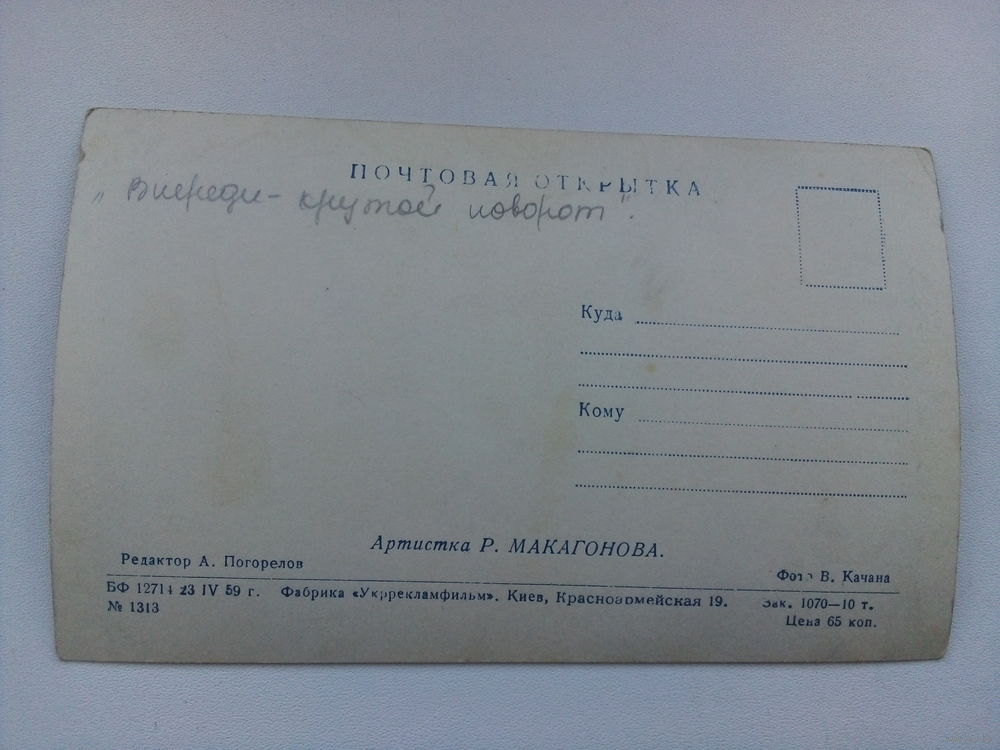 ПОЧТОВАЯ ОТКРЫТКА
„Впереди - крутой поворот".
Куда
Кому
Артистка Р. МАКАГОНОВА.
Редактор А. Погорелов
Фото В. Качана
БФ 12714 23 IV 59 г. Фабрика «Укррекламфильм». Киев, Красноармейская 19. Зак. 1070—10 т.
№ 1313
Цена 65 коп.